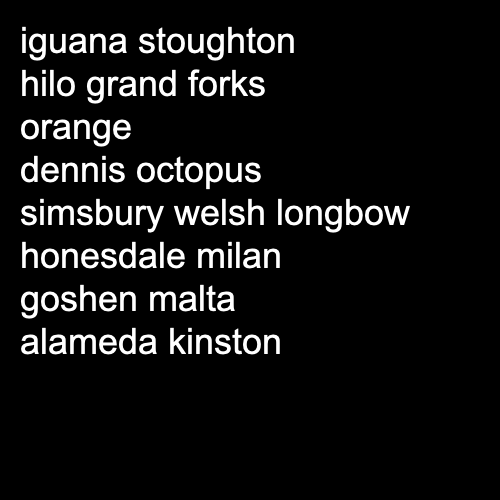 iguana stoughton
hilo grand forks
orange
dennis octopus
simsbury welsh longbow
honesdale milan
goshen malta
alameda kinston